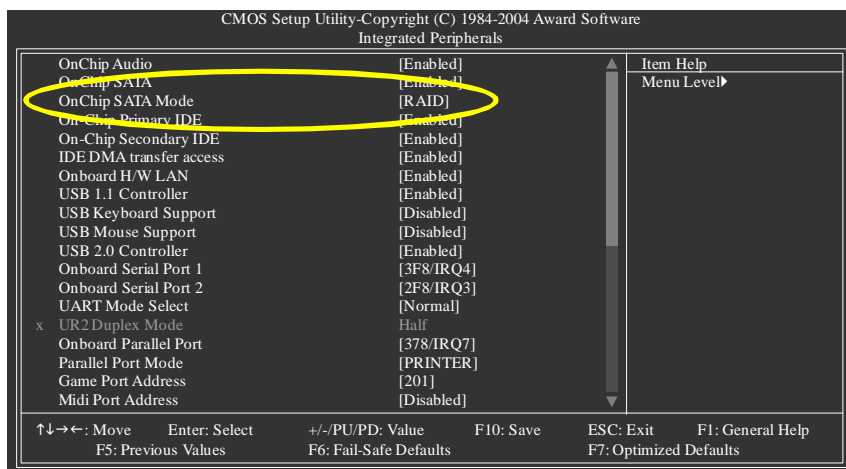 CMOS Setup Utility-Copyright (C) 1984-2004 Award Software
Integrated Peripherals
OnChip Audio [Enabled]
OnChip SATA [Enabled]
OnChip SATA Mode [RAID]
On-Chip Primary IDE [Enabled]
On-Chip Secondary IDE [Enabled]
IDE DMA transfer access [Enabled]
Onboard H/W LAN [Enabled]
USB 1.1 Controller [Enabled]
USB Keyboard Support [Disabled]
USB Mouse Support [Disabled]
USB 2.0 Controller [Enabled]
Onboard Serial Port 1 [3F8/IRQ4]
Onboard Serial Port 2 [2F8/IRQ3]
UART Mode Select [Normal]
x UR2 Duplex Mode Half
Onboard Parallel Port [378/IRQ7]
Parallel Port Mode [PRINTER]
Game Port Address [201]
Midi Port Address [Disabled]
Item Help
Menu Level▶
↑↓→←: Move Enter: Select +/-/PU/PD: Value F10: Save ESC: Exit F1: General Help
F5: Previous Values F6: Fail-Safe Defaults F7: Optimized Defaults